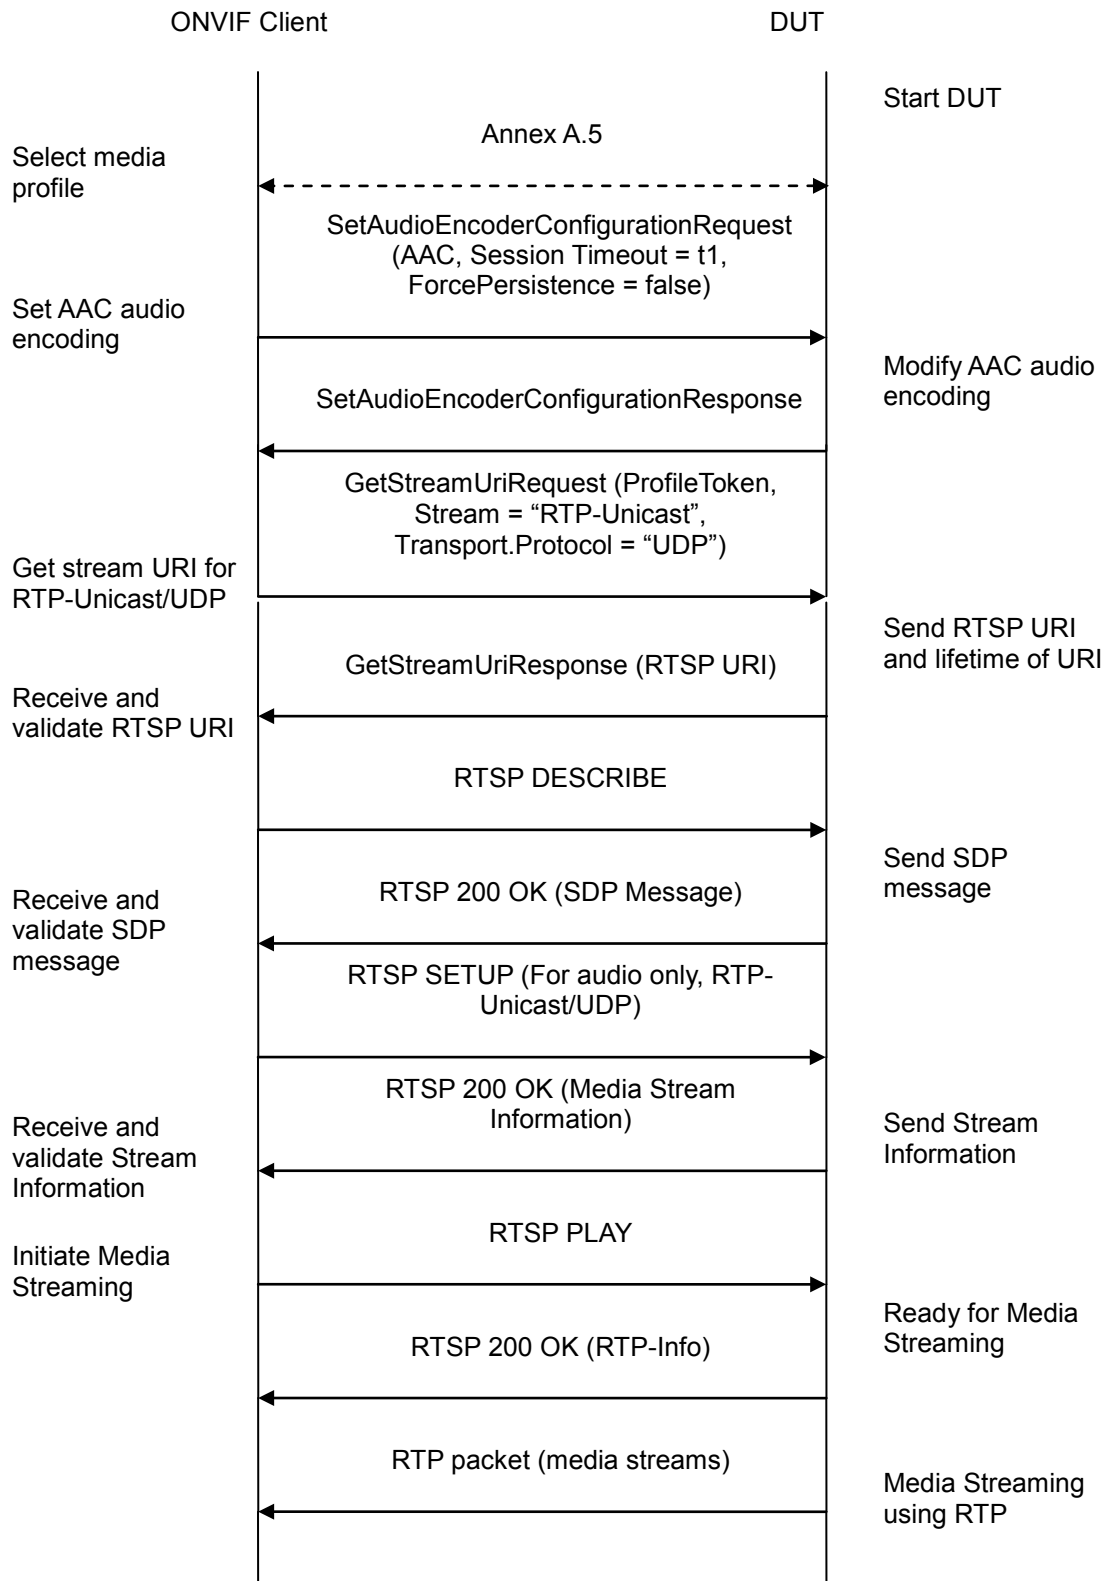 ONVIF Client
DUT
Start DUT
Annex A.5
Select media
profile
SetAudioEncoderConfigurationRequest
(AAC, Session Timeout = t1,
ForcePersistence = false)
Set AAC audio
encoding
Modify AAC audio
encoding
SetAudioEncoderConfigurationResponse
GetStreamUriRequest (ProfileToken,
Stream = “RTP-Unicast”,
Transport.Protocol = “UDP”)
Get stream URI for
RTP-Unicast/UDP
Send RTSP URI
and lifetime of URI
GetStreamUriResponse (RTSP URI)
Receive and
validate RTSP URI
RTSP DESCRIBE
Send SDP
message
RTSP 200 OK (SDP Message)
Receive and
validate SDP
message
RTSP SETUP (For audio only, RTP-
Unicast/UDP)
RTSP 200 OK (Media Stream
Information)
Receive and
validate Stream
Information
Send Stream
Information
RTSP PLAY
Initiate Media
Streaming
Ready for Media
Streaming
RTSP 200 OK (RTP-Info)
RTP packet (media streams)
Media Streaming
using RTP